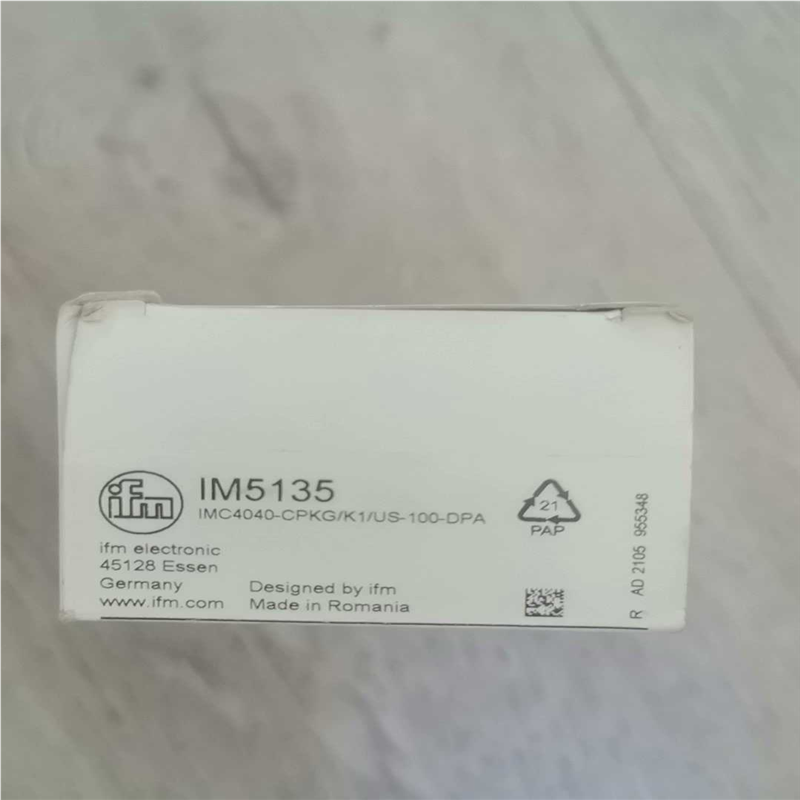 ifm
IM5135
IMC4040-CPKG/K1/US-100-DPA
ifm electronic
45128 Essen
Germany
www.ifm.com
Designed by ifm
Made in Romania
21
PAP
R AD 2105 955348